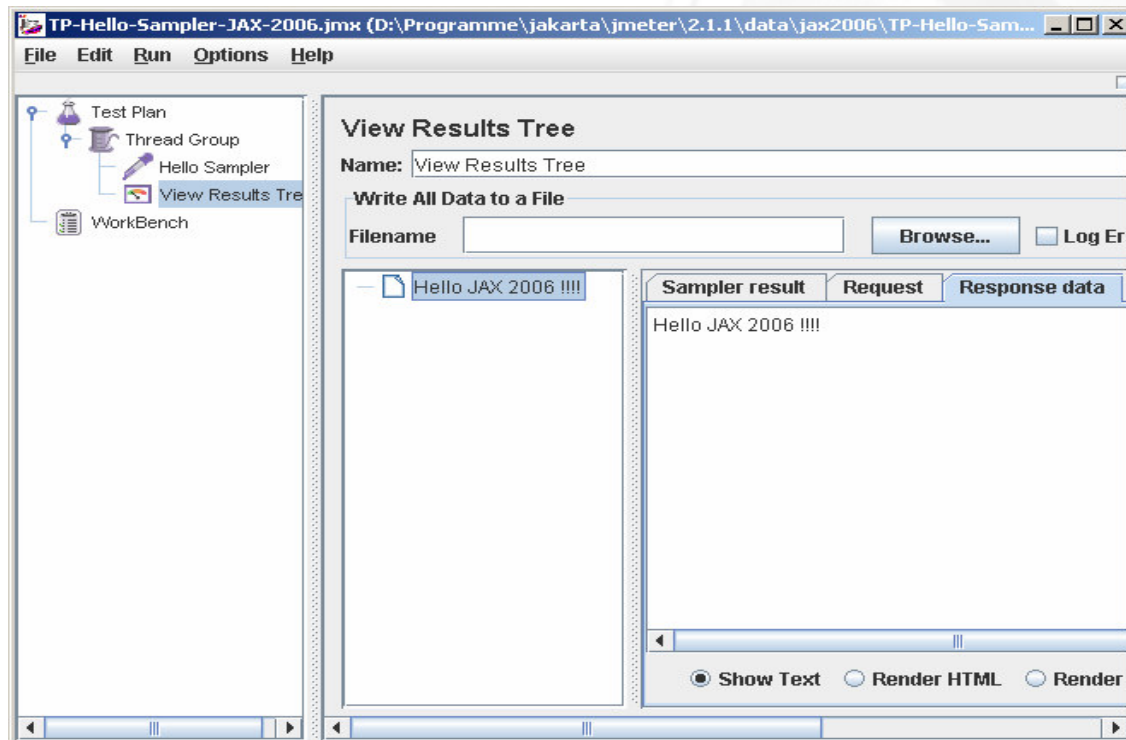 TP-Hello-Sampler-JAX-2006.jmx (D:\Programme\jakarta\jmeter\2.1.1\data\jax2006\TP-Hello-Sam...
File Edit Run Options Help
Test Plan
Thread Group
Hello Sampler
View Results Tre
WorkBench
View Results Tree
Name: View Results Tree
Write All Data to a File
Filename Browse... Log Er
Hello JAX 2006 !!!!
Sampler result Request Response data
Hello JAX 2006 !!!!
Show Text Render HTML Render